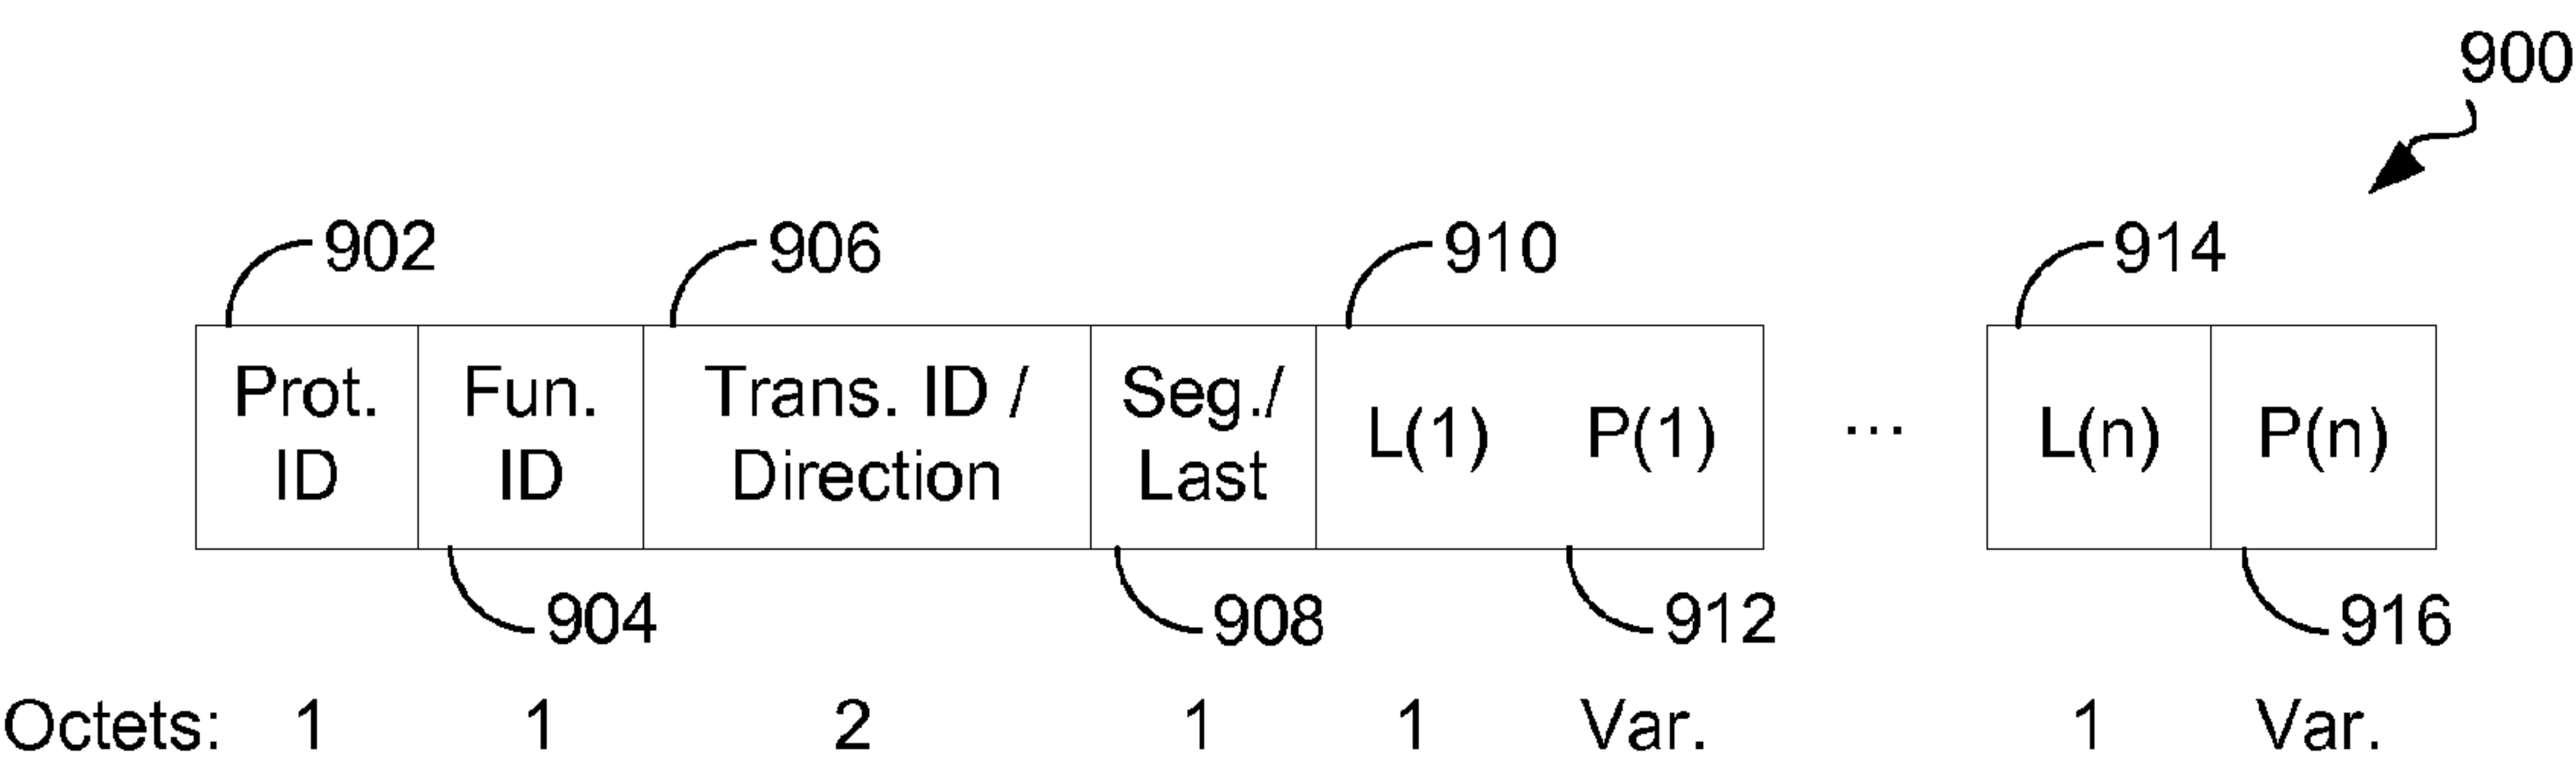 900
902 906 910 914
Prot. Fun. Trans. ID / Seg./ L(1) P(1) ... L(n) P(n)
ID ID Direction Last
904 908 912 916
Octets: 1 1 2 1 1 Var. 1 Var.